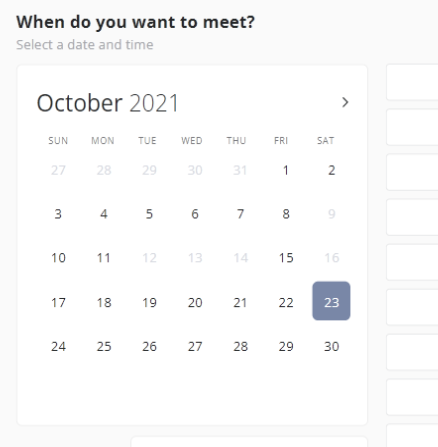 When do you want to meet?
Select a date and time
October 2021 >
SUN MON TUE WED THU FRI SAT
27 28 29 30 31 1 2
3 4 5 6 7 8 9
10 11 12 13 14 15 16
17 18 19 20 21 22 23
24 25 26 27 28 29 30